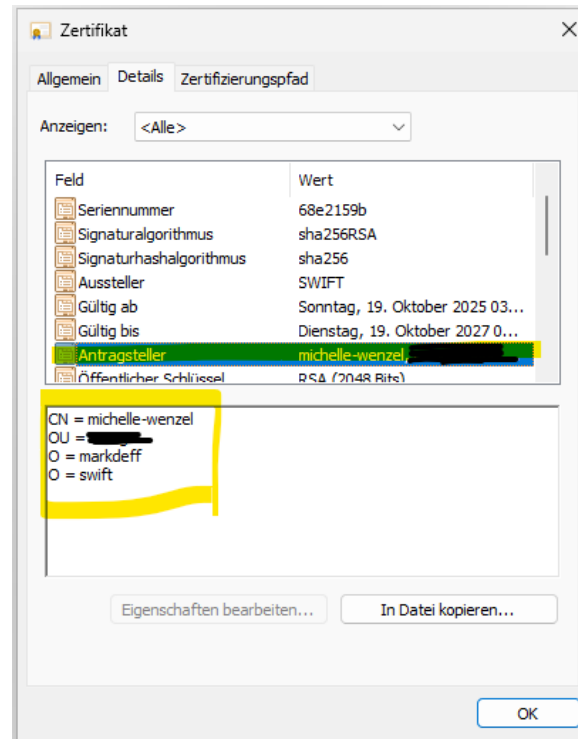 Zertifikat
Allgemein Details Zertifizierungspfad
Anzeigen: <Alle>
Feld Wert
Seriennummer 68e2159b
Signaturalgorithmus sha256RSA
Signaturhashalgorithmus sha256
Aussteller SWIFT
Gültig ab Sonntag, 19. Oktober 2025 03...
Gültig bis Dienstag, 19. Oktober 2027 0...
Antragsteller michelle-wenzel,
Öffentlicher Schlüssel RSA (2048 Bits)
CN = michelle-wenzel
OU =
O = markdeff
O = swift
Eigenschaften bearbeiten... In Datei kopieren...
OK